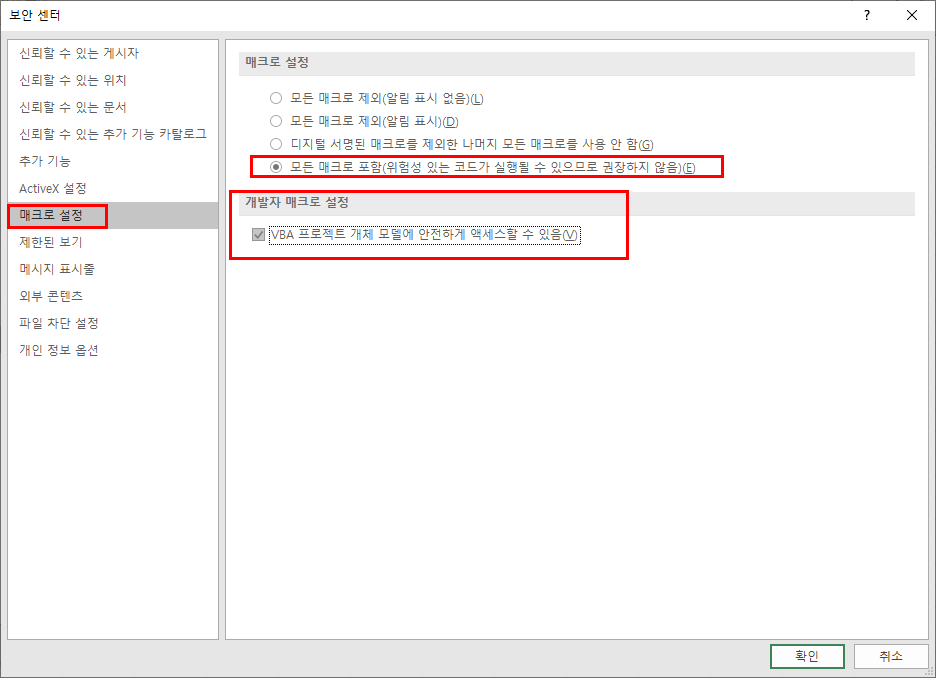 보안 센터
?
신뢰할 수 있는 게시자
신뢰할 수 있는 위치
신뢰할 수 있는 문서
신뢰할 수 있는 추가 기능 카탈로그
추가 기능
ActiveX 설정
매크로 설정
제한된 보기
메시지 표시줄
외부 콘텐츠
파일 차단 설정
개인 정보 옵션
매크로 설정
모든 매크로 제외(알림 표시 없음)(L)
모든 매크로 제외(알림 표시)(D)
디지털 서명된 매크로를 제외한 나머지 모든 매크로를 사용 안 함(G)
모든 매크로 포함(위험성 있는 코드가 실행될 수 있으므로 권장하지 않음)(E)
개발자 매크로 설정
VBA 프로젝트 개체 모델에 안전하게 액세스할 수 있음(V)
확인
취소